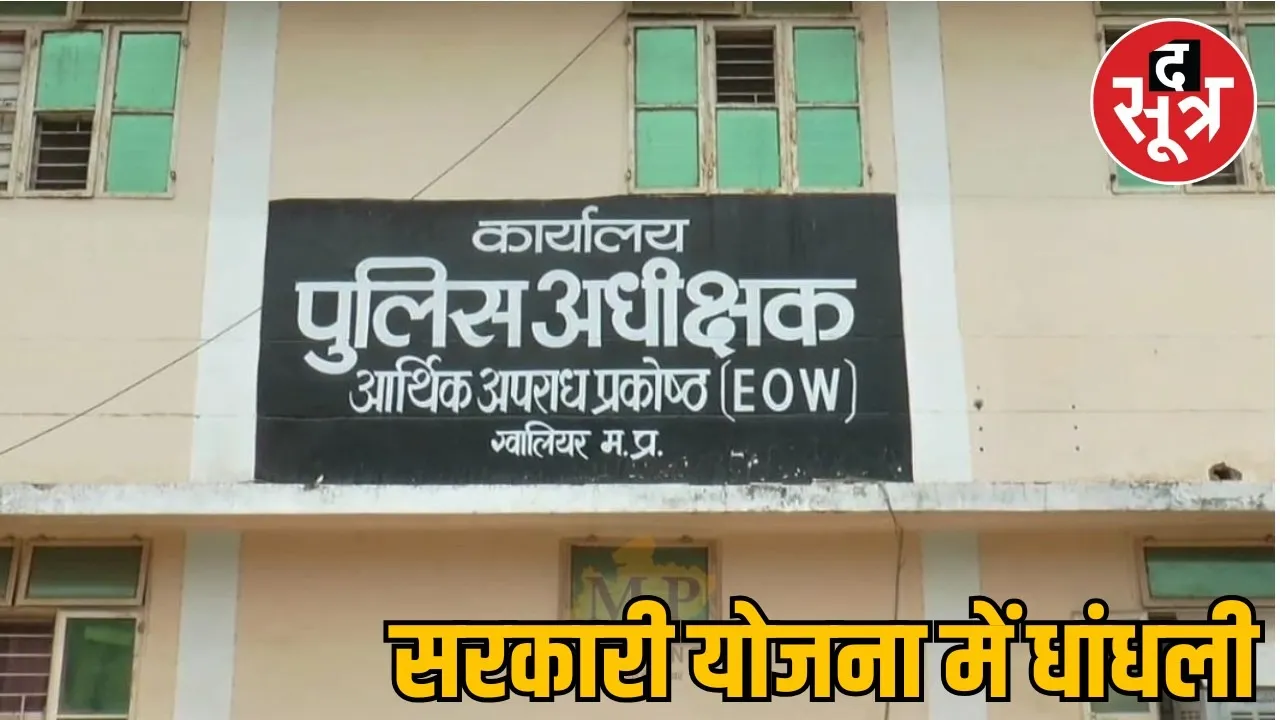 द
सूत्र
कार्यालय
पुलिस अधीक्षक
आर्थिक अपराध प्रकोष्ठ (EOW)
ग्वालियर म.प्र.
M P
सरकारी योजना में धांधली